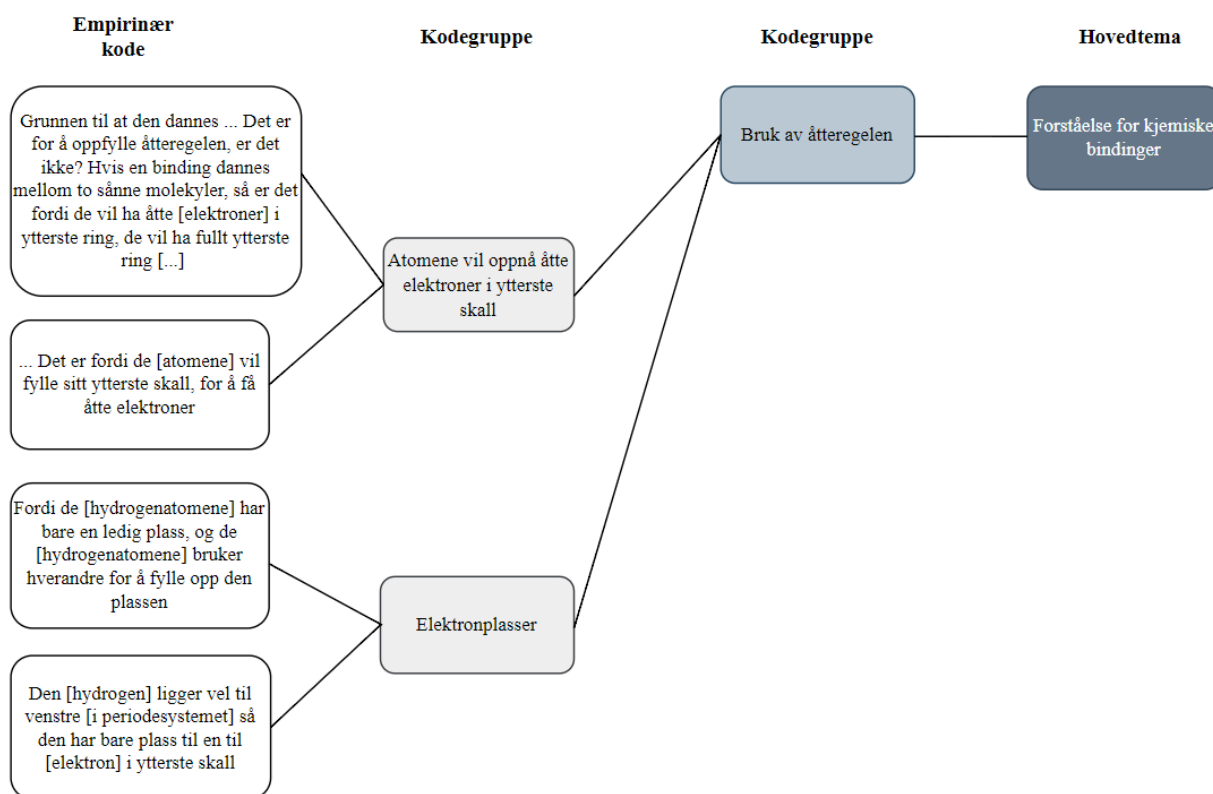 Empirinær
kode
Kodegruppe
Kodegruppe
Hovedtema
Grunnen til at den dannes ... Det er
for å oppfylle åtteregelen, er det
ikke? Hvis en binding dannes
mellom to sånne molekyler, så er det
fordi de vil ha åtte [elektroner] i
ytterste ring, de vil ha fullt ytterste
ring [...]
... Det er fordi de [atomene] vil
fylle sitt ytterste skall, for å få
åtte elektroner
Fordi de [hydrogenatomene] har
bare en ledig plass, og de
[hydrogenatomene] bruker
hverandre for å fylle opp den
plassen
Den [hydrogen] ligger vel til
venstre [i periodesystemet] så
den har bare plass til en til
[elektron] i ytterste skall
Atomene vil oppnå åtte
elektroner i ytterste
skall
Elektronplasser
Bruk av åtteregelen
Forståelse for kjemiske
bindinger